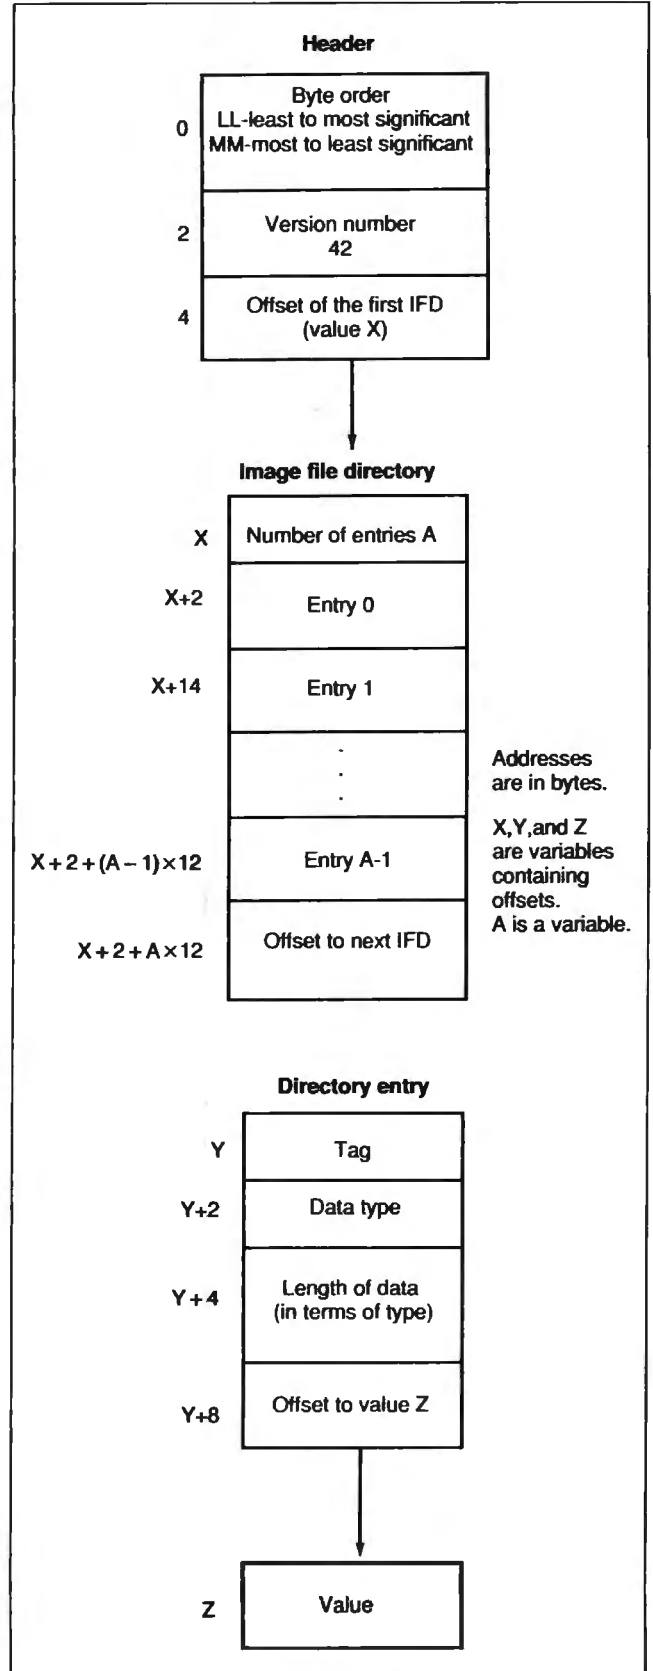 Header
0
Byte order
LL-least to most significant
MM-most to least significant
2
Version number
42
4
Offset of the first IFD
(value X)
Image file directory
X
Number of entries A
X+2
Entry 0
X+14
Entry 1
.
.
.
Addresses
are in bytes.
X,Y,and Z
are variables
containing
offsets.
A is a variable.
X+2+(A-1)×12
Entry A-1
X+2+A×12
Offset to next IFD
Directory entry
Y
Tag
Y+2
Data type
Y+4
Length of data
(in terms of type)
Y+8
Offset to value Z
Z
Value